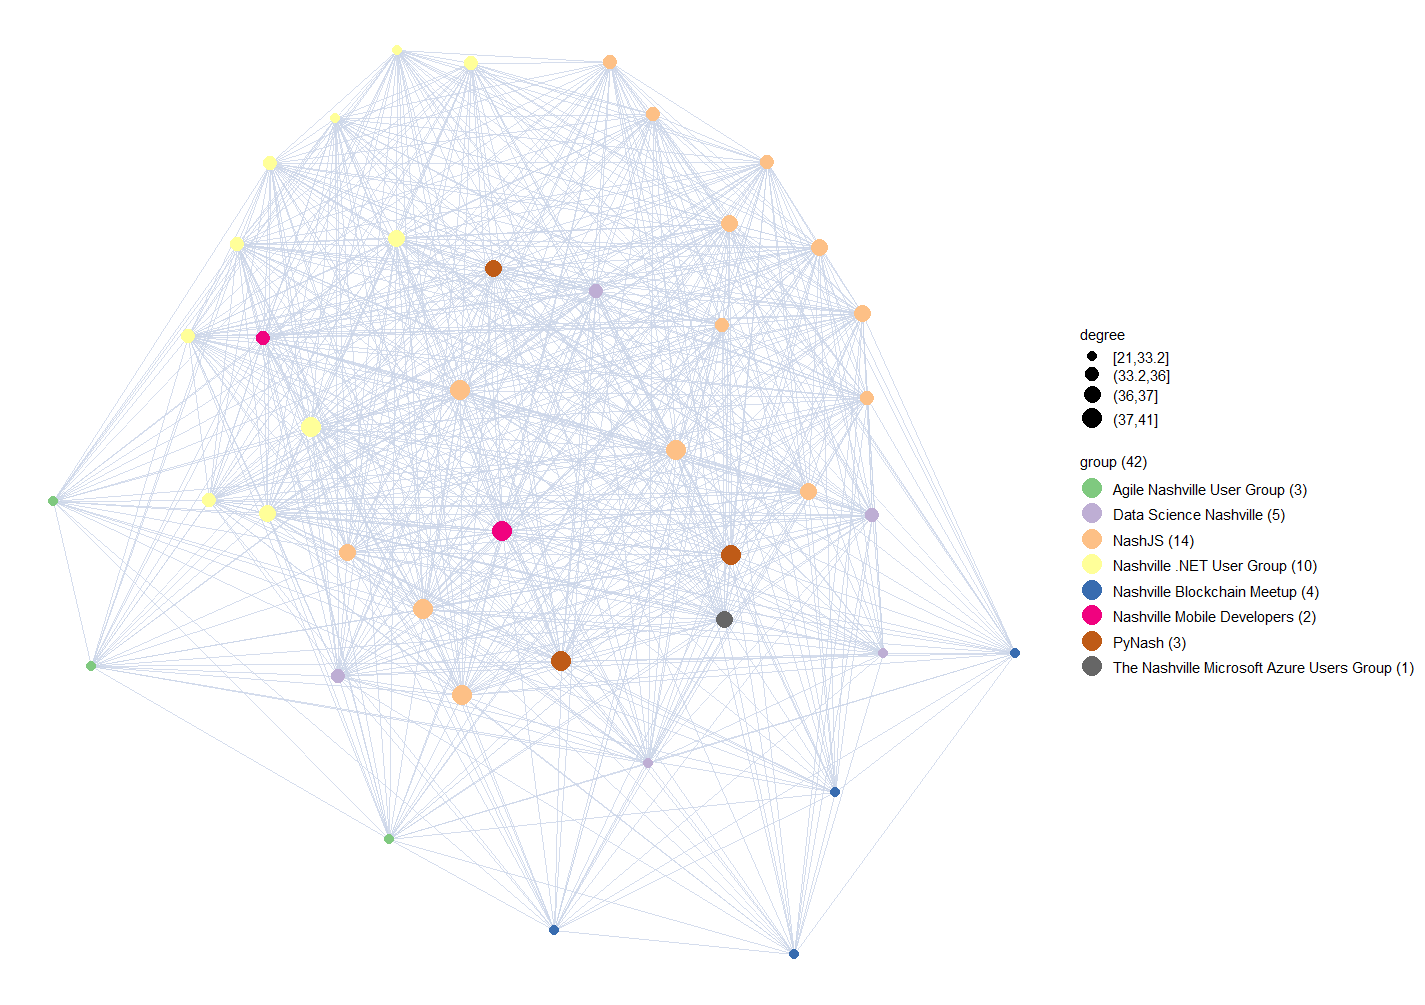 degree
[21,33.2]
(33.2,36]
(36,37]
(37,41]
group (42)
Agile Nashville User Group (3)
Data Science Nashville (5)
NashJS (14)
Nashville .NET User Group (10)
Nashville Blockchain Meetup (4)
Nashville Mobile Developers (2)
PyNash (3)
The Nashville Microsoft Azure Users Group (1)